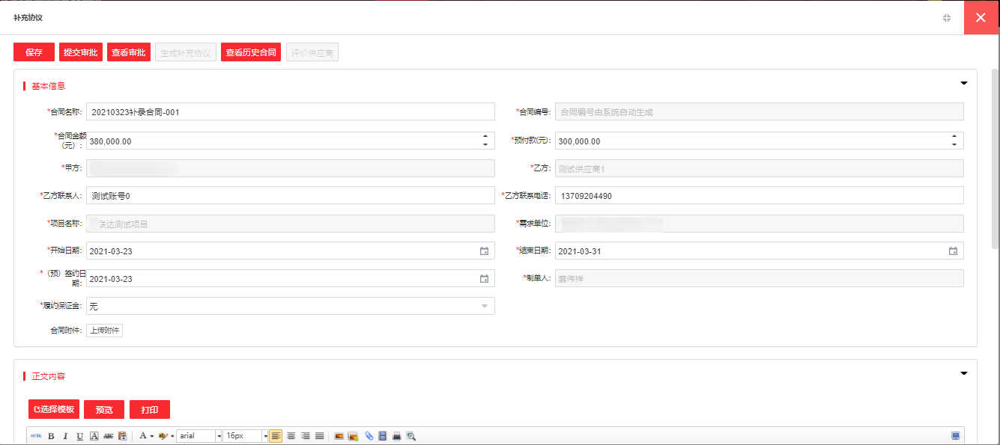 补充协议
保存 提交审批 查看审批 生成补充协议 查看历史合同 评价供应商
基本信息
*合同名称: 20210323补录合同-001 *合同编号: 合同编号由系统自动生成
*合同金额（元）: 380,000.00 *预付款(元): 300,000.00
*甲方: *乙方: 测试供应商1
*乙方联系人: 测试账号0 *乙方联系电话: 13709204490
*项目名称: 联达测试项目 *需求单位:
*开始日期: 2021-03-23 *结束日期: 2021-03-31
*（预）签约日期: 2021-03-23 *制单人: 蔡伟祥
*履约保证金: 无
合同附件: 上传附件
正文内容
选择模板 预览 打印
HTML B I U A ABC T A ab arial 16px